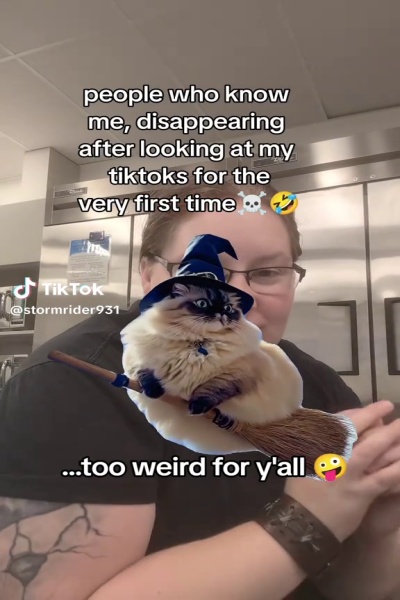 people who know
me, disappearing
after looking at my
tiktoks for the
very first time☠️🤣
TikTok
@stormrider931
...too weird for y'all 🤪